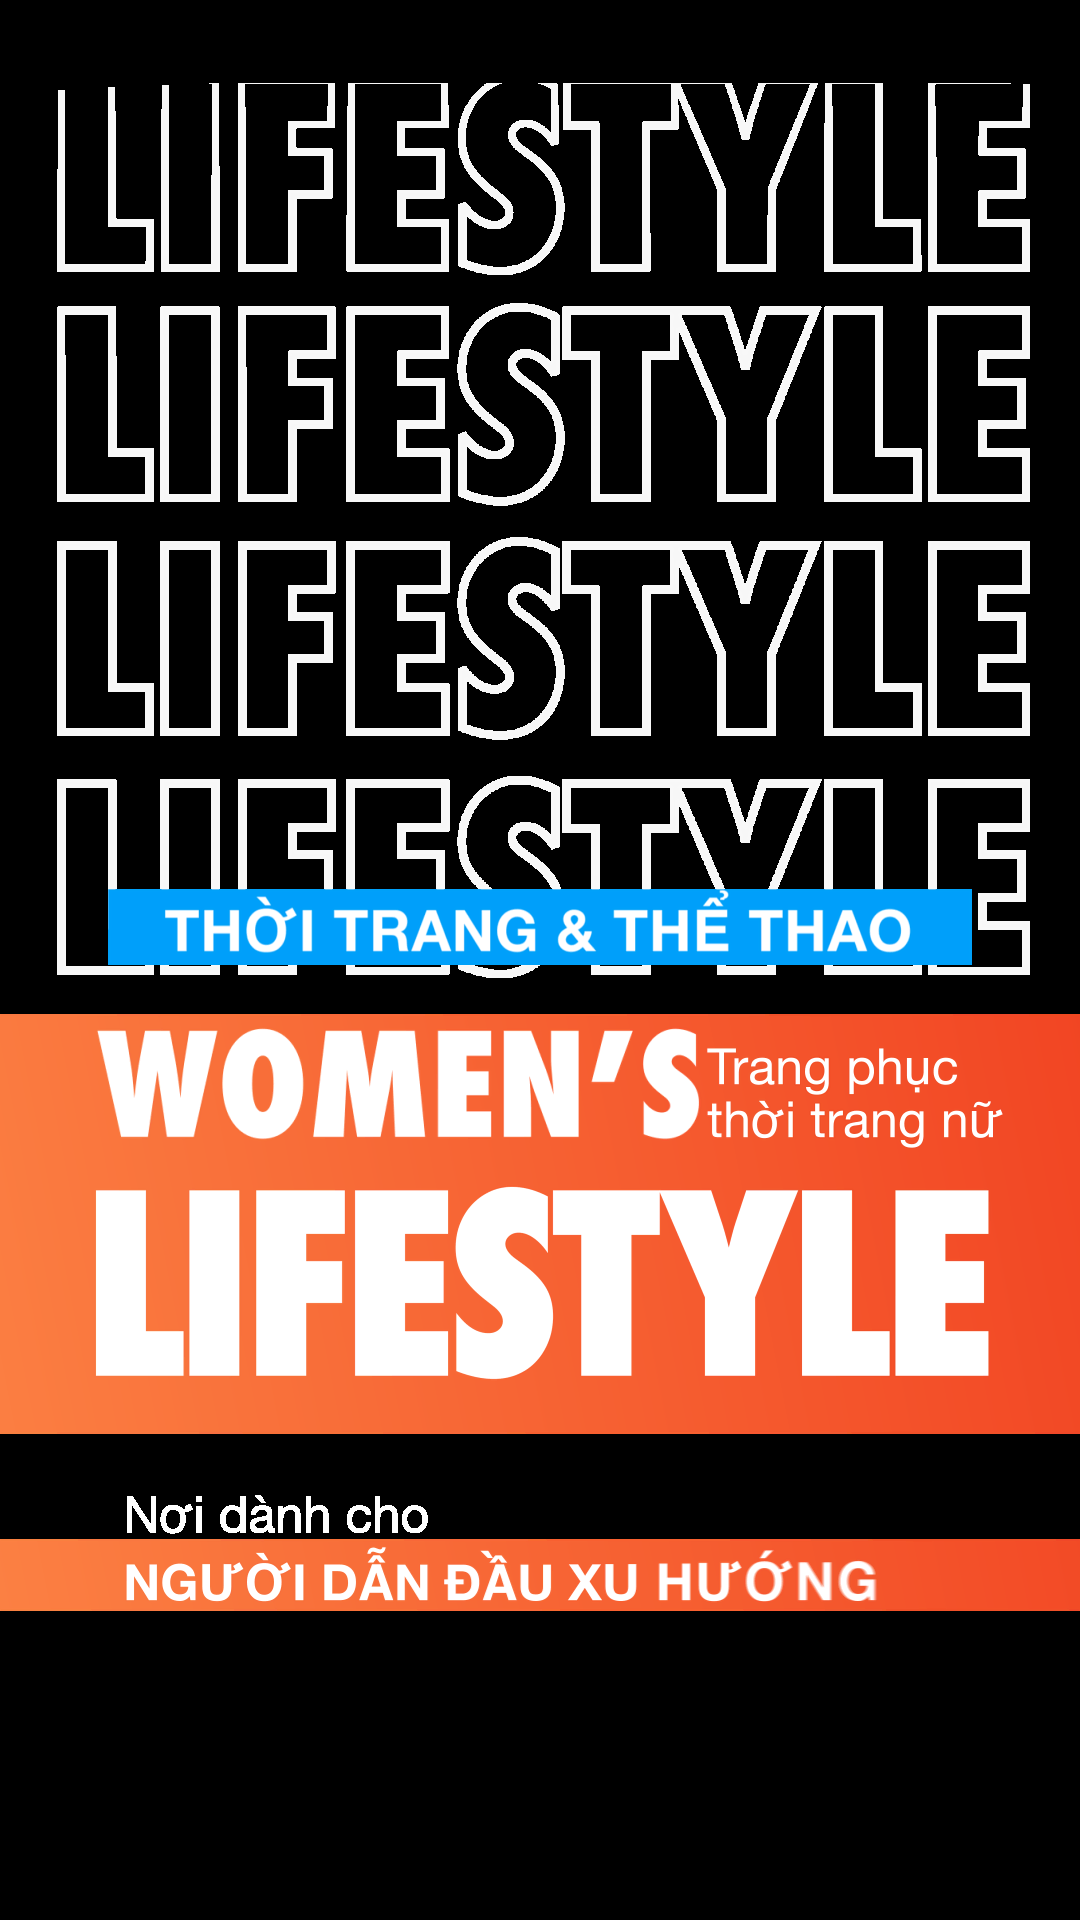 LIFESTYLE
LIFESTYLE
LIFESTYLE
LIFESTYLE
THỜI TRANG & THỂ THAO
WOMEN’S
Trang phục
thời trang nữ
LIFESTYLE
Nơi dành cho
NGƯỜI DẪN ĐẦU XU HƯỚNG